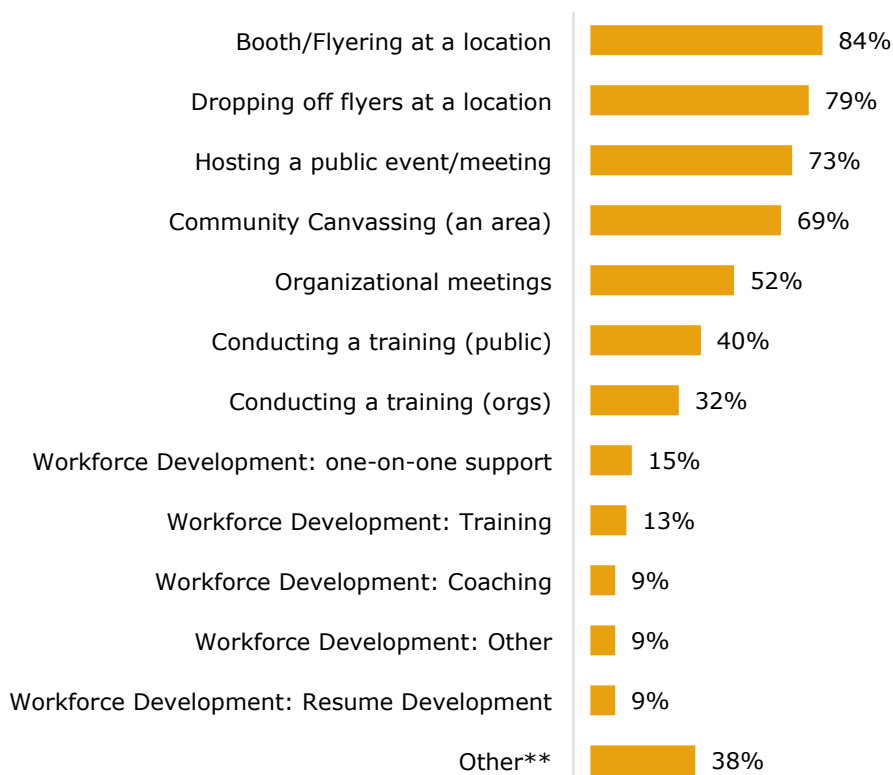 Booth/Flyering at a location 84%
Dropping off flyers at a location 79%
Hosting a public event/meeting 73%
Community Canvassing (an area) 69%
Organizational meetings 52%
Conducting a training (public) 40%
Conducting a training (orgs) 32%
Workforce Development: one-on-one support 15%
Workforce Development: Training 13%
Workforce Development: Coaching 9%
Workforce Development: Other 9%
Workforce Development: Resume Development 9%
Other** 38%